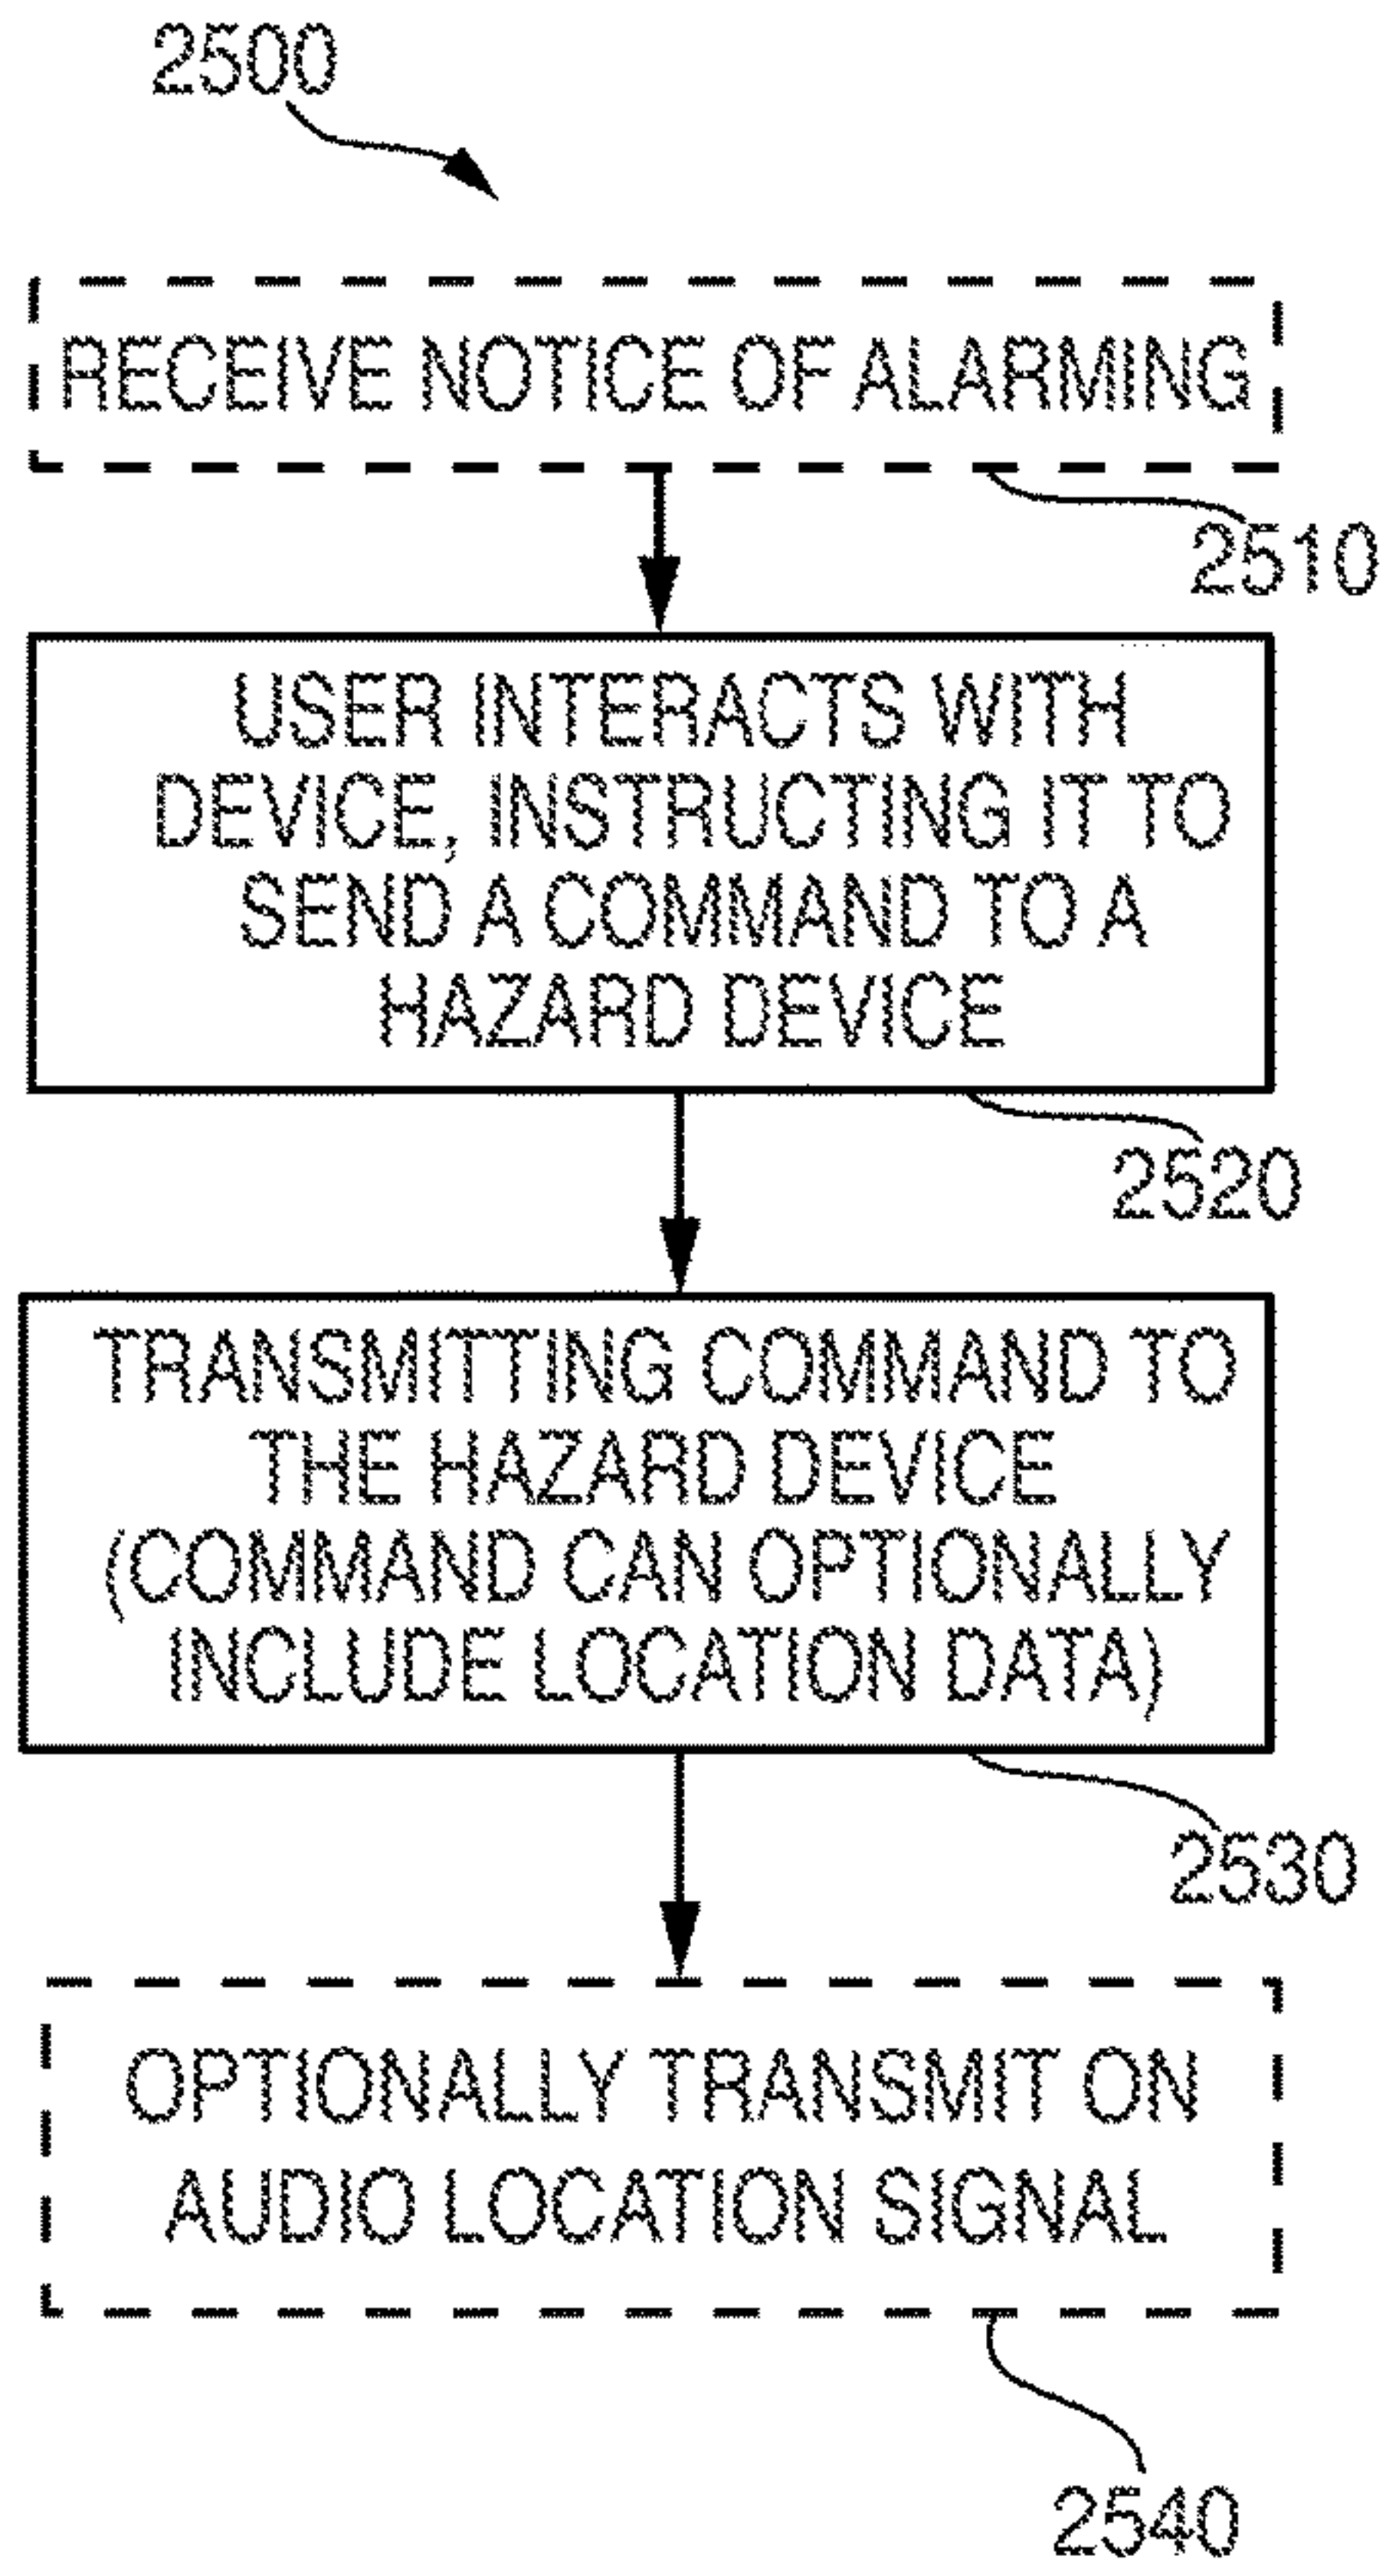 2500
RECEIVE NOTICE OF ALARMING
2510
USER INTERACTS WITH
DEVICE, INSTRUCTING IT TO
SEND A COMMAND TO A
HAZARD DEVICE
2520
TRANSMITTING COMMAND TO
THE HAZARD DEVICE
(COMMAND CAN OPTIONALLY
INCLUDE LOCATION DATA)
2530
OPTIONALLY TRANSMIT ON
AUDIO LOCATION SIGNAL
2540